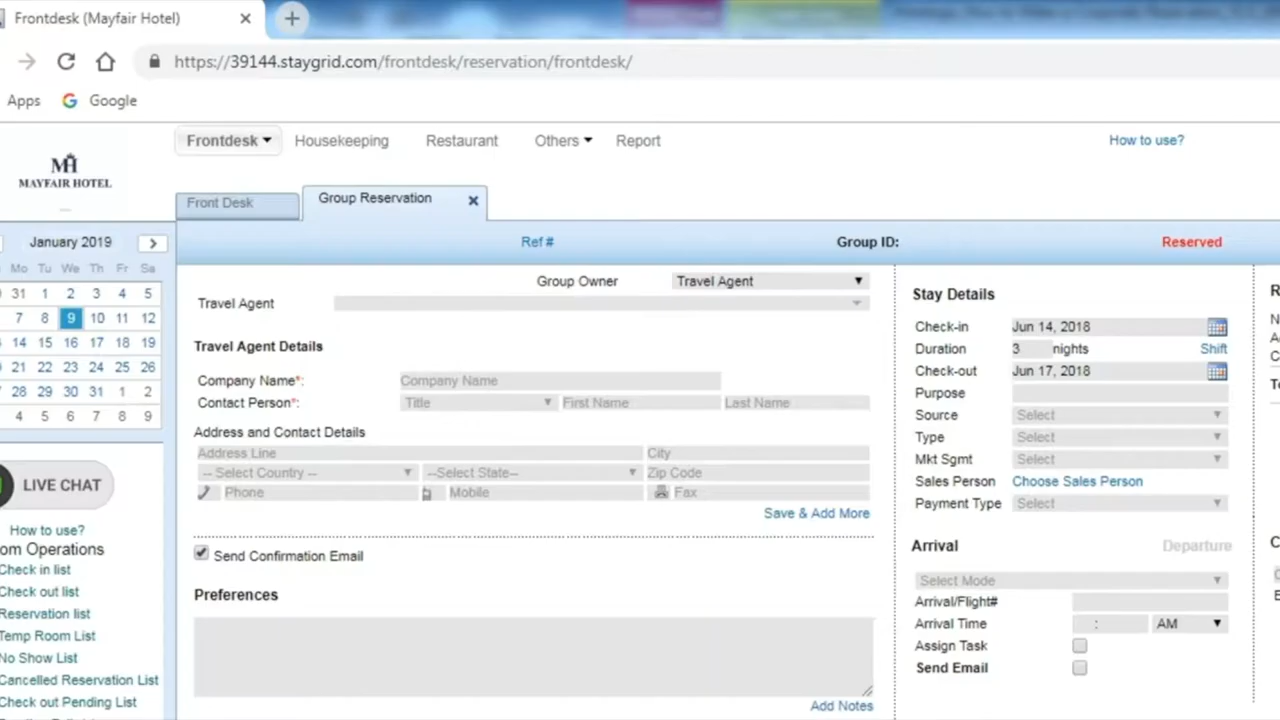 Frontdesk (Mayfair Hotel)
https://39144.staygrid.com/frontdesk/reservation/frontdesk/
Apps Google
Frontdesk Housekeeping Restaurant Others Report How to use?
MH
MAYFAIR HOTEL
Front Desk Group Reservation
January 2019
Ref # Group ID: Reserved
Mo Tu We Th Fr Sa
31 1 2 3 4 5
7 8 9 10 11 12
14 15 16 17 18 19
21 22 23 24 25 26
28 29 30 31 1 2
4 5 6 7 8 9
LIVE CHAT
How to use?
om Operations
Check in list
Check out list
Reservation list
Temp Room List
No Show List
Cancelled Reservation List
Check out Pending List
Group Owner Travel Agent
Travel Agent
Travel Agent Details
Company Name*: Company Name
Contact Person*: Title First Name Last Name
Address and Contact Details
Address Line City
-- Select Country -- --Select State-- Zip Code
Phone Mobile Fax
Save & Add More
Send Confirmation Email
Preferences
Add Notes
Stay Details
Check-in Jun 14, 2018
Duration 3 nights Shift
Check-out Jun 17, 2018
Purpose
Source Select
Type Select
Mkt Sgmt Select
Sales Person Choose Sales Person
Payment Type Select
Arrival Departure
Select Mode
Arrival/Flight#
Arrival Time : AM
Assign Task
Send Email